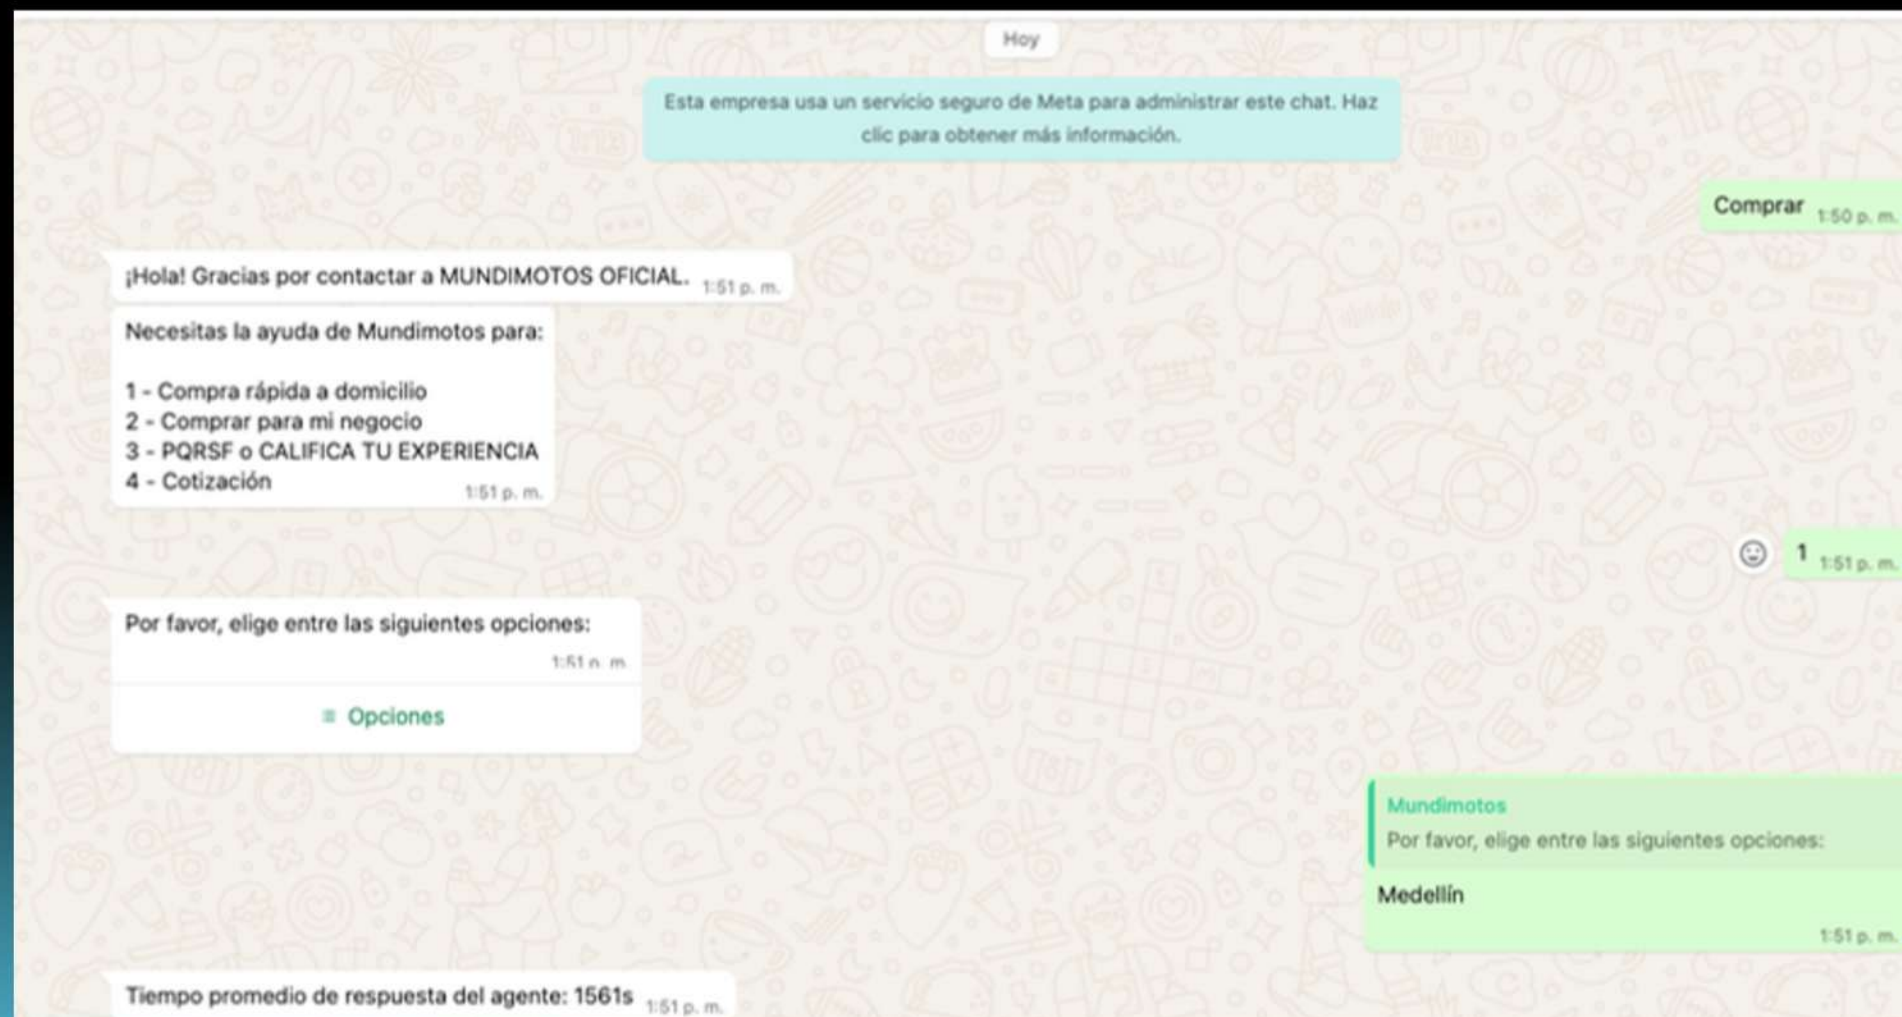 Hoy
Esta empresa usa un servicio seguro de Meta para administrar este chat. Haz
clic para obtener más información.
Comprar 1:50 p. m.
¡Hola! Gracias por contactar a MUNDIMOTOS OFICIAL. 1:51 p. m.
Necesitas la ayuda de Mundimotos para:
1 - Compra rápida a domicilio
2 - Comprar para mi negocio
3 - PQRSF o CALIFICA TU EXPERIENCIA
4 - Cotización 1:51 p. m.
1 1:51 p. m.
Por favor, elige entre las siguientes opciones:
1:51 p. m.
Opciones
Mundimotos
Por favor, elige entre las siguientes opciones:
Medellín
1:51 p. m.
Tiempo promedio de respuesta del agente: 1561s 1:51 p. m.